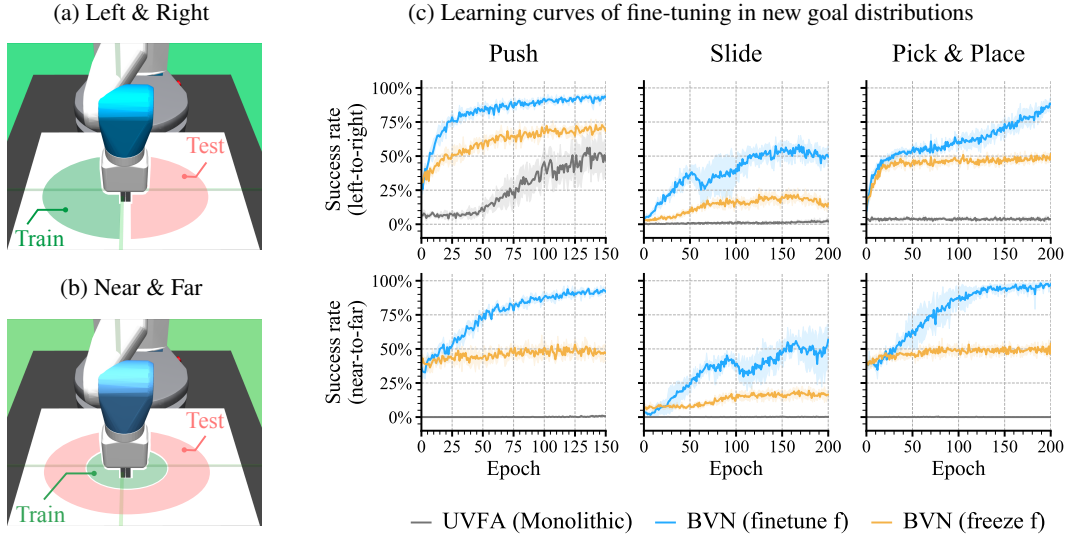 (a) Left & Right
Test
Train
(b) Near & Far
Test
Train
(c) Learning curves of fine-tuning in new goal distributions
Push
Slide
Pick & Place
Success rate
(left-to-right)
100%
75%
50%
25%
0%
0 25 50 75 100 125 150
0 50 100 150 200
0 50 100 150 200
Success rate
(near-to-far)
100%
75%
50%
25%
0%
0 25 50 75 100 125 150
0 50 100 150 200
0 50 100 150 200
Epoch
Epoch
Epoch
UVFA (Monolithic)
BVN (finetune f)
BVN (freeze f)